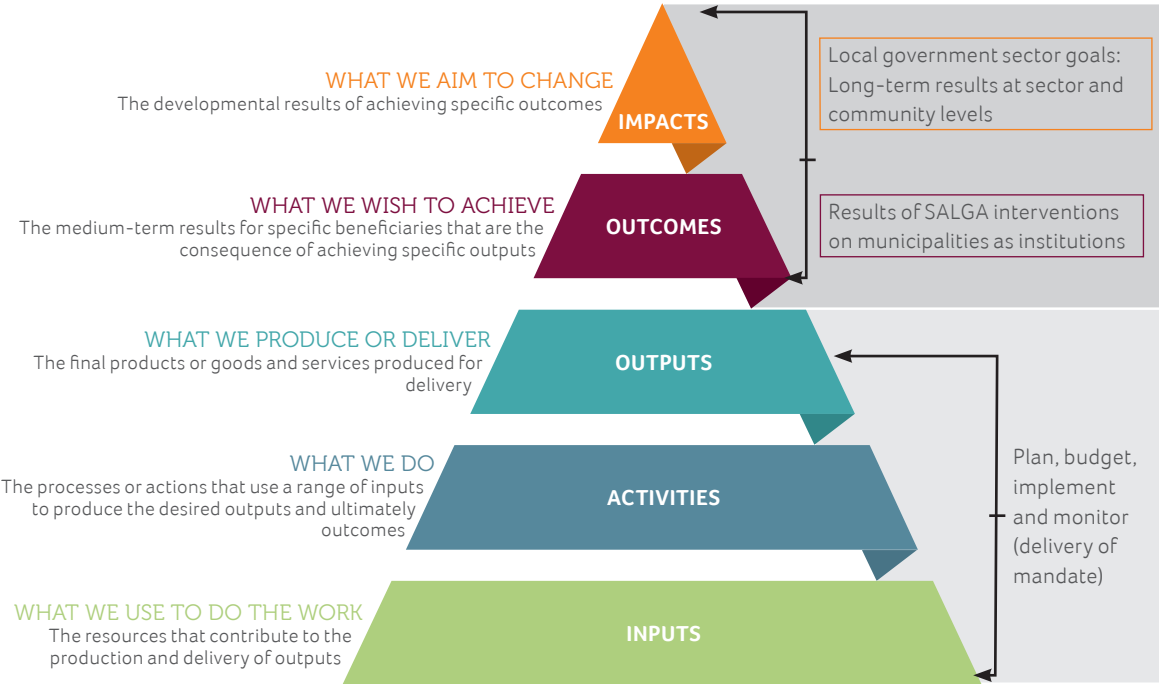 WHAT WE AIM TO CHANGE
The developmental results of achieving specific outcomes
IMPACTS
Local government sector goals:
Long-term results at sector and
community levels
WHAT WE WISH TO ACHIEVE
The medium-term results for specific beneficiaries that are the
consequence of achieving specific outputs
OUTCOMES
Results of SALGA interventions
on municipalities as institutions
WHAT WE PRODUCE OR DELIVER
The final products or goods and services produced for
delivery
OUTPUTS
WHAT WE DO
The processes or actions that use a range of inputs
to produce the desired outputs and ultimately
outcomes
ACTIVITIES
Plan, budget,
implement
and monitor
(delivery of
mandate)
WHAT WE USE TO DO THE WORK
The resources that contribute to the
production and delivery of outputs
INPUTS